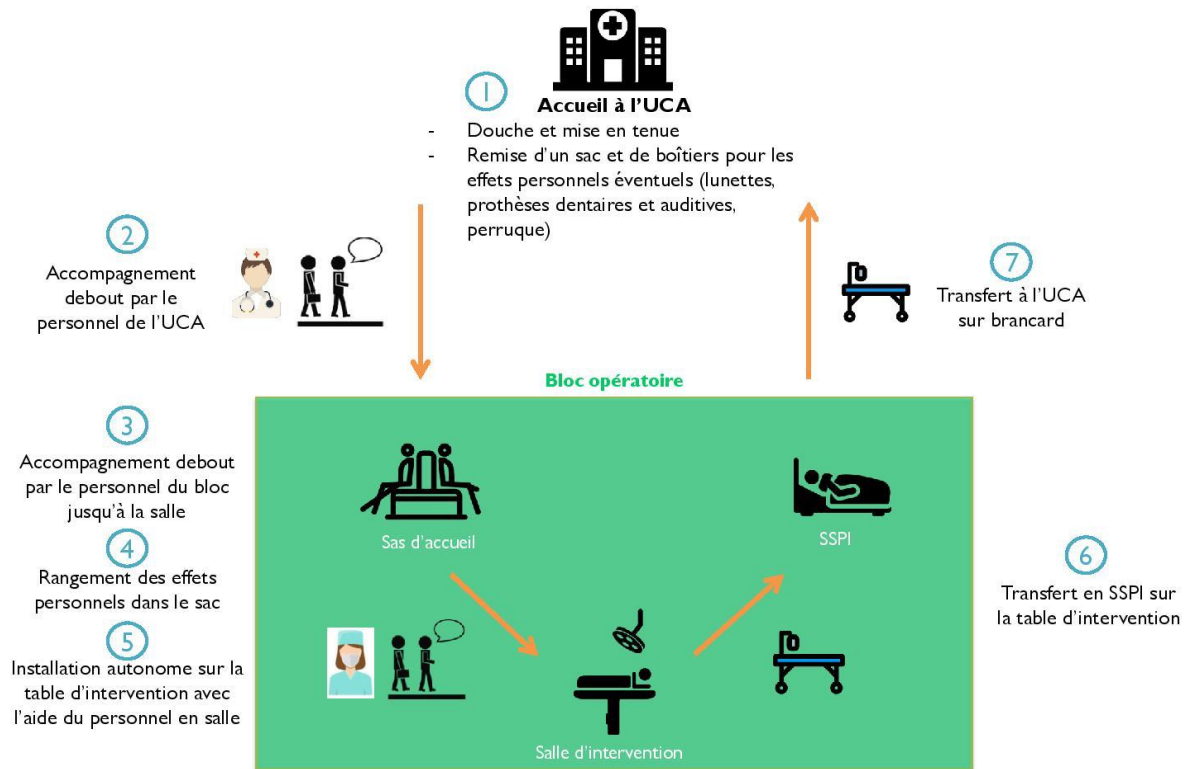 1
Accueil à l'UCA
- Douche et mise en tenue
- Remise d'un sac et de boîtiers pour les
effets personnels éventuels (lunettes,
prothèses dentaires et auditives,
perruque)
2
Accompagnement
debout par le
personnel de l'UCA
7
Transfert à l'UCA
sur brancard
Bloc opératoire
3
Accompagnement debout
par le personnel du bloc
jusqu'à la salle
4
Rangement des effets
personnels dans le sac
5
Installation autonome sur la
table d'intervention avec
l'aide du personnel en salle
Sas d'accueil
SSPI
Salle d'intervention
6
Transfert en SSPI sur
la table d'intervention